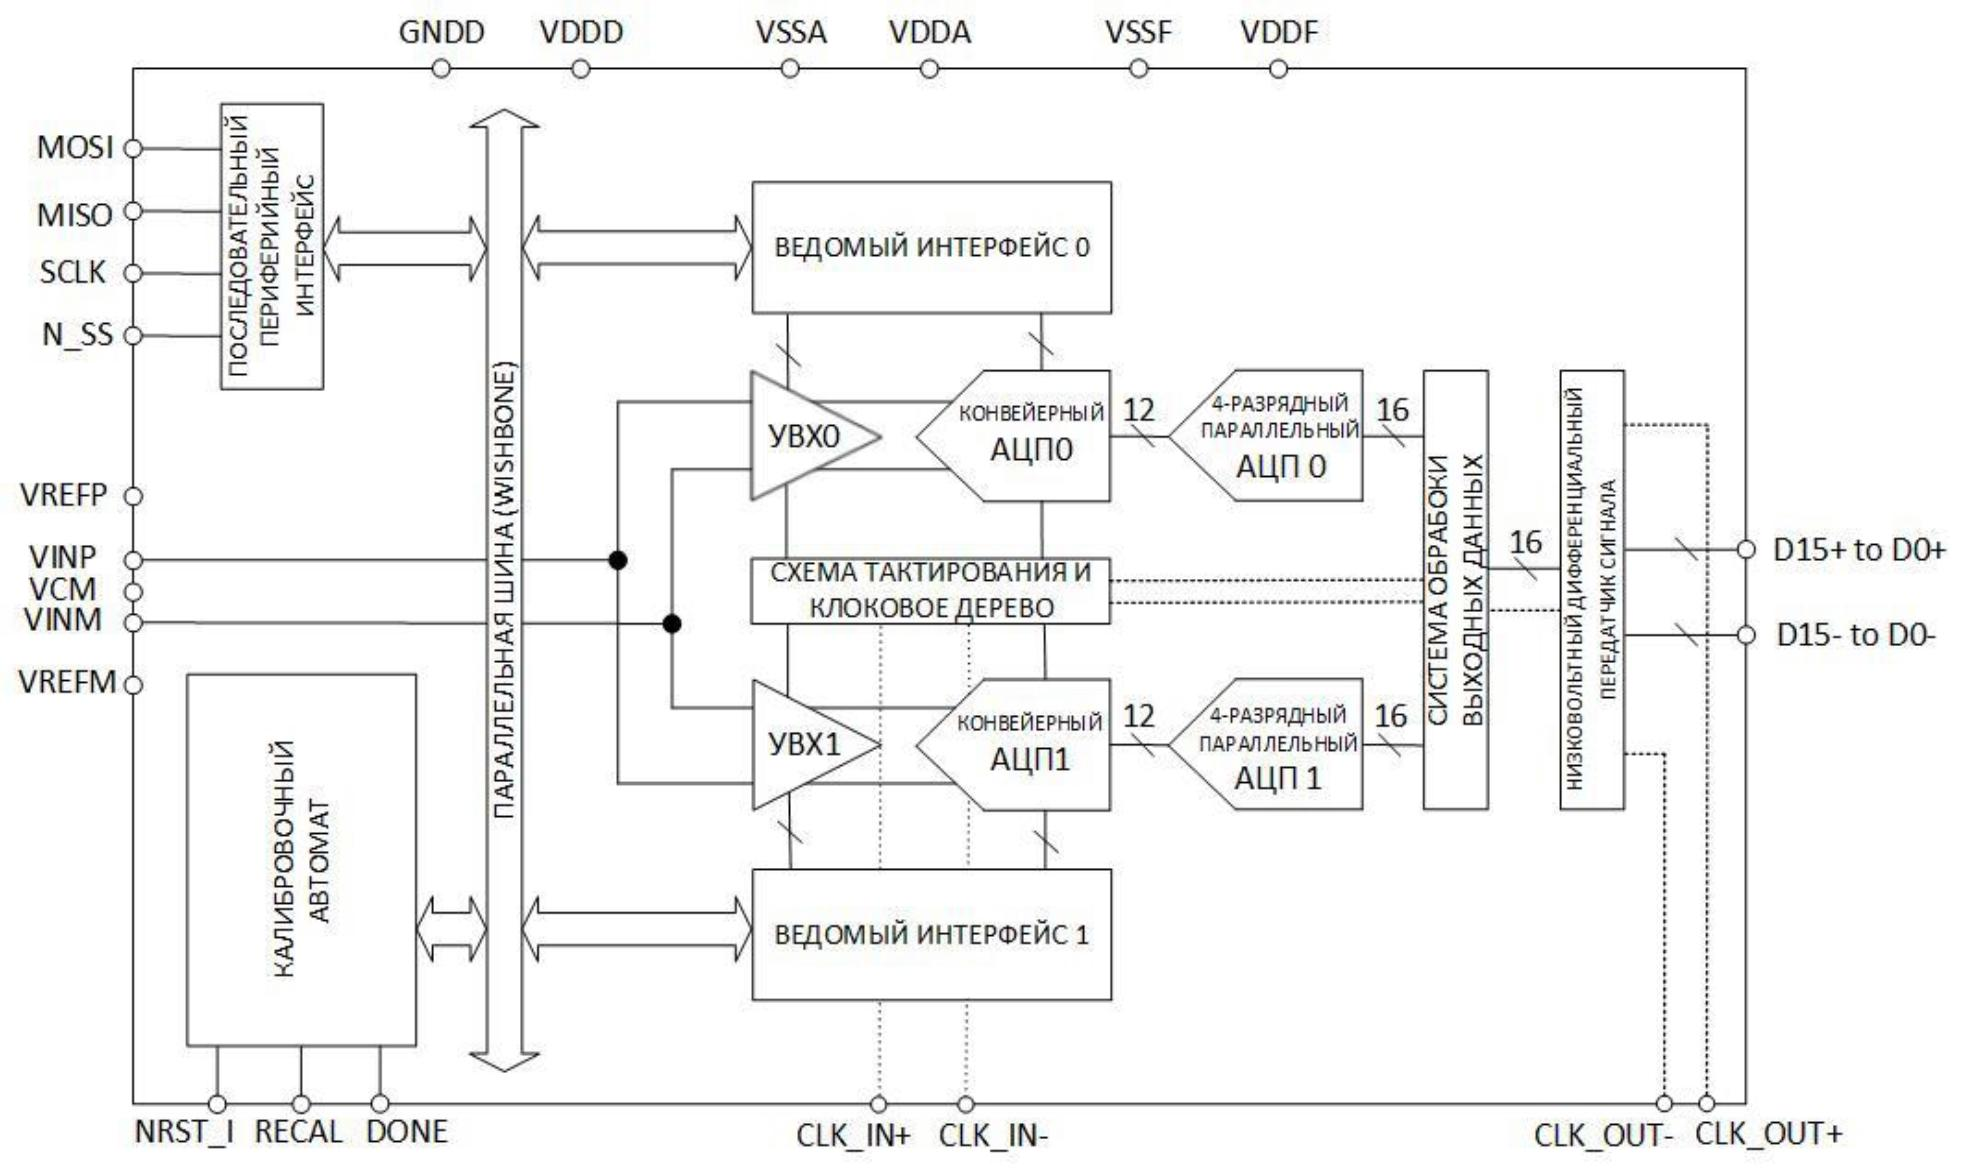 GNDD VDDD VSSA VDDA VSSF VDDF
MOSI
MISO
SCLK
N_SS
ПОСЛЕДОВАТЕЛЬНЫЙ
ПЕРИФЕРИЙНЫЙ
ИНТЕРФЕЙС
VREFP
VINP
VCM
VINM
VREFM
КАЛИБРОВОЧНЫЙ
АВТОМАТ
ПАРАЛЛЕЛЬНАЯ ШИНА (WISHBONE)
ВЕДОМЫЙ ИНТЕРФЕЙС 0
УВХ0
КОНВЕЙЕРНЫЙ
АЦП0
12
4-РАЗРЯДНЫЙ
ПАРАЛЛЕЛЬНЫЙ
АЦП 0
16
СХЕМА ТАКТИРОВАНИЯ И
КЛОКОВОЕ ДЕРЕВО
УВХ1
КОНВЕЙЕРНЫЙ
АЦП1
12
4-РАЗРЯДНЫЙ
ПАРАЛЛЕЛЬНЫЙ
АЦП 1
16
ВЕДОМЫЙ ИНТЕРФЕЙС 1
СИСТЕМА ОБРАБОКИ
ВЫХОДНЫХ ДАННЫХ
16
НИЗКОВОЛЬТНЫЙ ДИФФЕРЕНЦИАЛЬНЫЙ
ПЕРЕДАТЧИК СИГНАЛА
D15+ to D0+
D15- to D0-
NRST_I RECAL DONE CLK_IN+ CLK_IN- CLK_OUT- CLK_OUT+